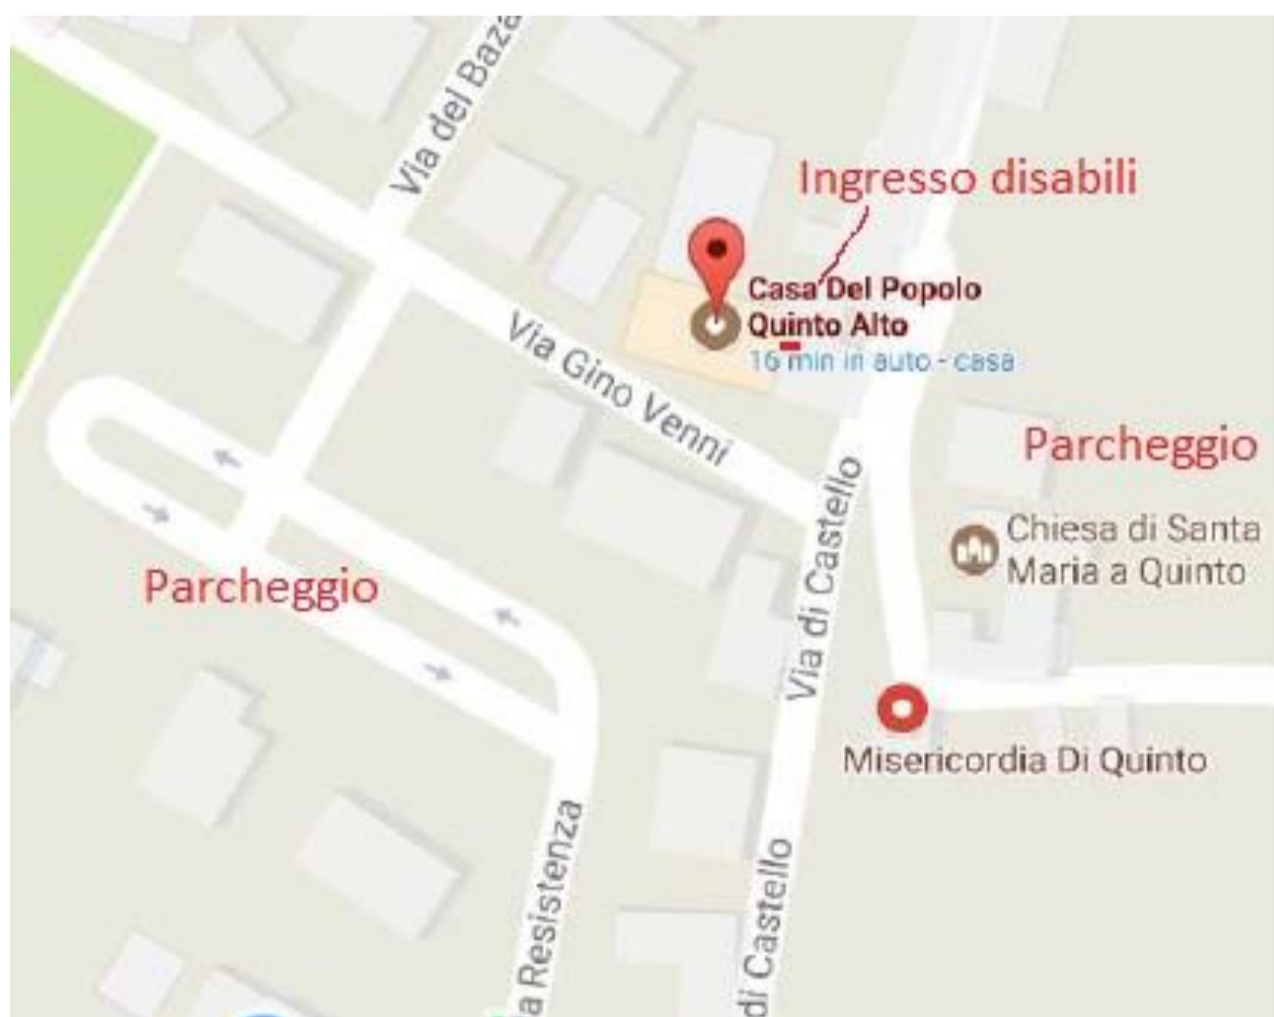 Via del Baza
Ingresso disabili
Casa Del Popolo
Quinto Alto
16 min in auto - casa
Via Gino Venni
Parcheggio
Chiesa di Santa
Maria a Quinto
Via di Castello
Parcheggio
Misericordia Di Quinto
a Resistenza
di Castello